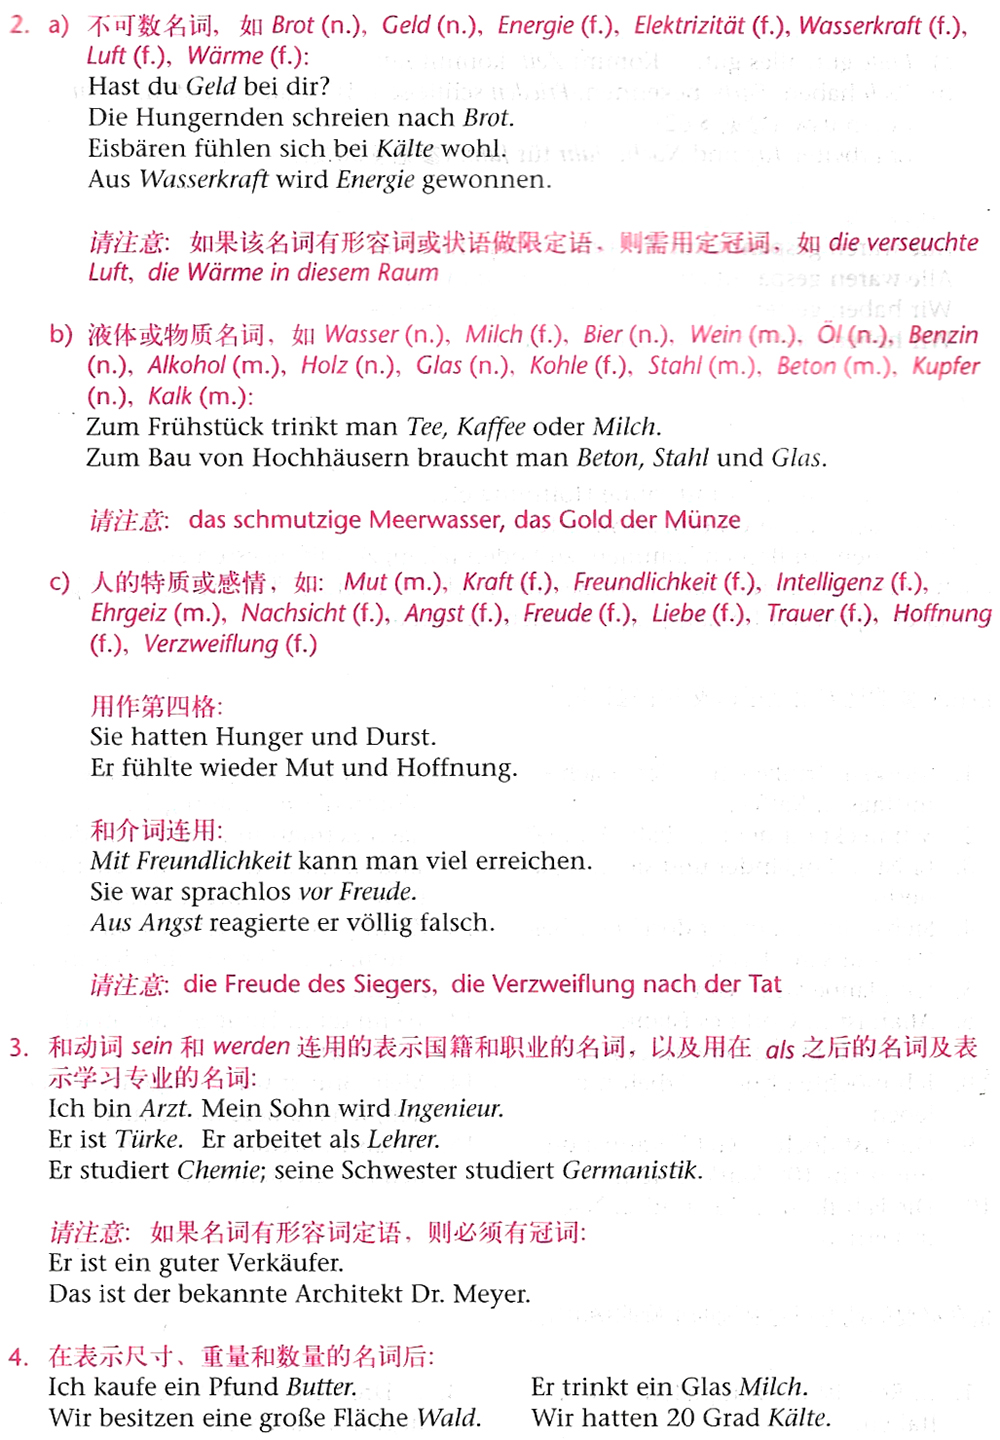 2. a) 不可数名词，如 Brot (n.), Geld (n.), Energie (f.), Elektrizität (f.), Wasserkraft (f.),
Luft (f.), Wärme (f.):
Hast du Geld bei dir?
Die Hungernden schreien nach Brot.
Eisbären fühlen sich bei Kälte wohl.
Aus Wasserkraft wird Energie gewonnen.
请注意: 如果该名词有形容词或状语做限定语，则需用定冠词，如 die verseuchte
Luft, die Wärme in diesem Raum
b) 液体或物质名词，如 Wasser (n.), Milch (f.), Bier (n.), Wein (m.), Öl (n.), Benzin
(n.), Alkohol (m.), Holz (n.), Glas (n.), Kohle (f.), Stahl (m.), Beton (m.), Kupfer
(n.), Kalk (m.):
Zum Frühstück trinkt man Tee, Kaffee oder Milch.
Zum Bau von Hochhäusern braucht man Beton, Stahl und Glas.
请注意: das schmutzige Meerwasser, das Gold der Münze
c) 人的特质或感情，如: Mut (m.), Kraft (f.), Freundlichkeit (f.), Intelligenz (f.),
Ehrgeiz (m.), Nachsicht (f.), Angst (f.), Freude (f.), Liebe (f.), Trauer (f.), Hoffnung
(f.), Verzweiflung (f.)
用作第四格:
Sie hatten Hunger und Durst.
Er fühlte wieder Mut und Hoffnung.
和介词连用:
Mit Freundlichkeit kann man viel erreichen.
Sie war sprachlos vor Freude.
Aus Angst reagierte er völlig falsch.
请注意: die Freude des Siegers, die Verzweiflung nach der Tat
3. 和动词 sein 和 werden 连用的表示国籍和职业的名词，以及用在 als 之后的名词及表
示学习专业的名词:
Ich bin Arzt. Mein Sohn wird Ingenieur.
Er ist Türke. Er arbeitet als Lehrer.
Er studiert Chemie; seine Schwester studiert Germanistik.
请注意: 如果名词有形容词定语，则必须有冠词:
Er ist ein guter Verkäufer.
Das ist der bekannte Architekt Dr. Meyer.
4. 在表示尺寸、重量和数量的名词后:
Ich kaufe ein Pfund Butter. Er trinkt ein Glas Milch.
Wir besitzen eine große Fläche Wald. Wir hatten 20 Grad Kälte.